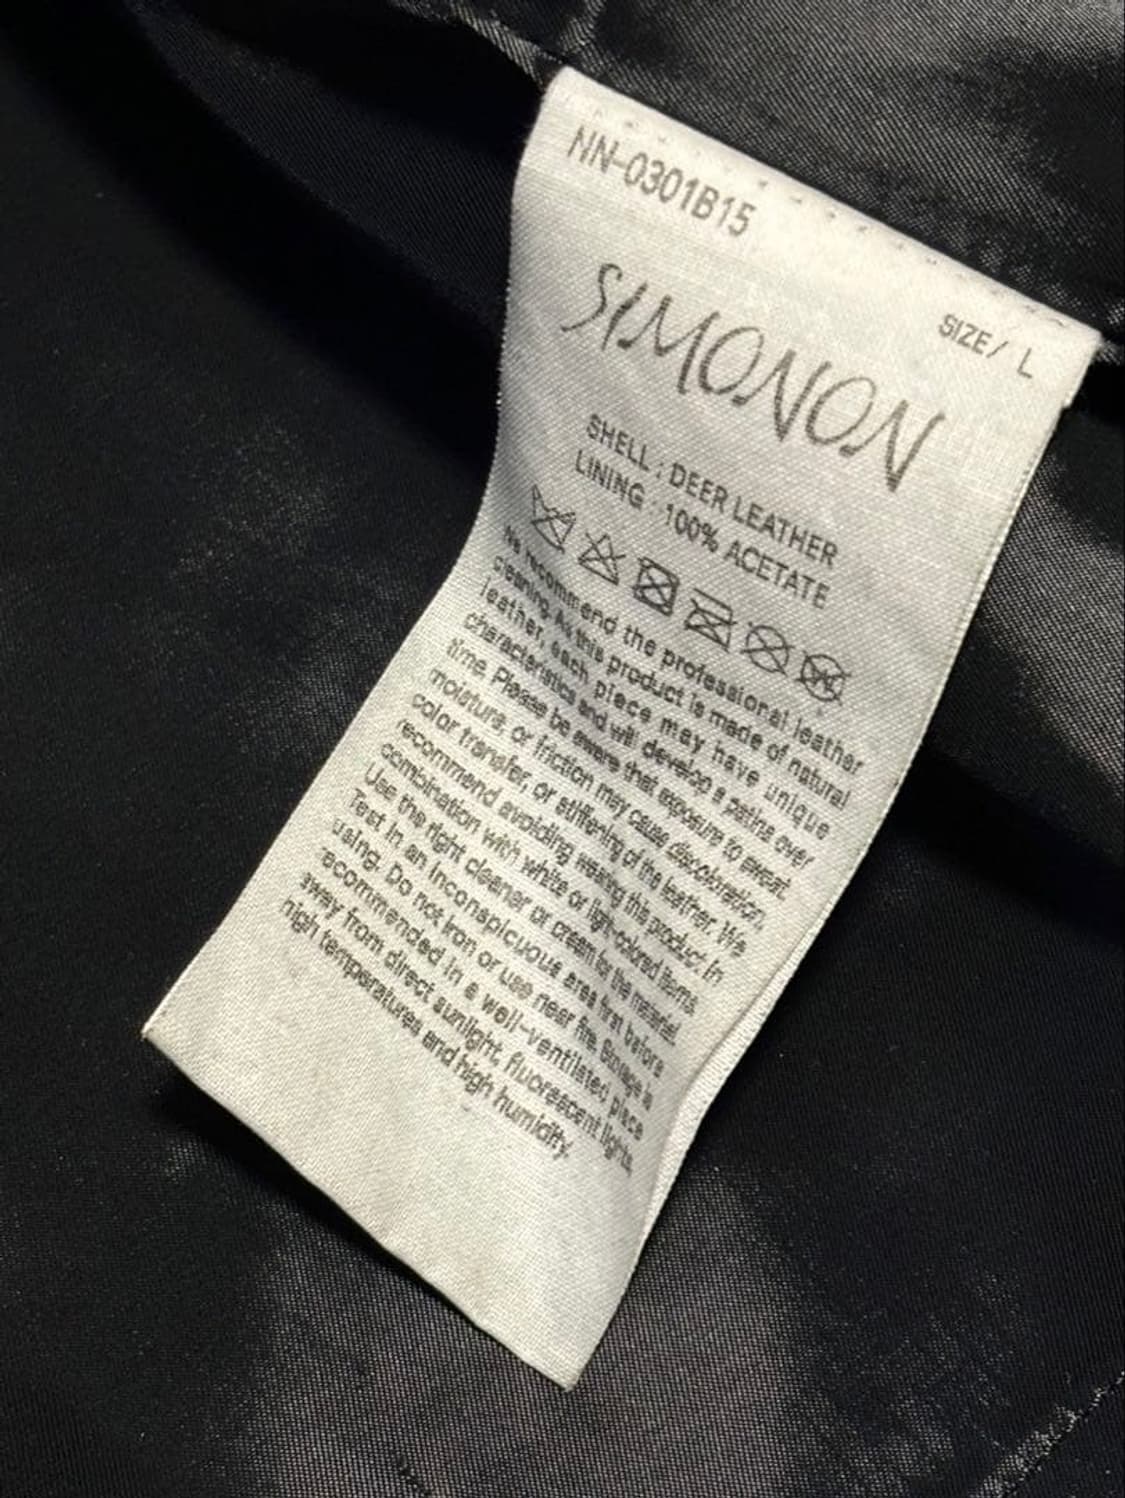 NN-0301B15
SIZE/ L
SIMONON
SHELL : DEER LEATHER
LINING : 100% ACETATE
We recommend the professional leather
cleaning. As this product is made of natural
leather, each piece may have unique
characteristics and will develop a patina over
time. Please be aware that exposure to sweat,
moisture, or friction may cause discoloration,
color transfer, or stiffening of the leather. We
recommend avoiding wearing this product in
combination with white or light-colored items.
Use the right cleaner or cream for the material.
Test in an inconspicuous area first before
using. Do not iron or use near fire. Storage is
recommended in a well-ventilated place
away from direct sunlight, fluorescent lights,
high temperatures and high humidity.